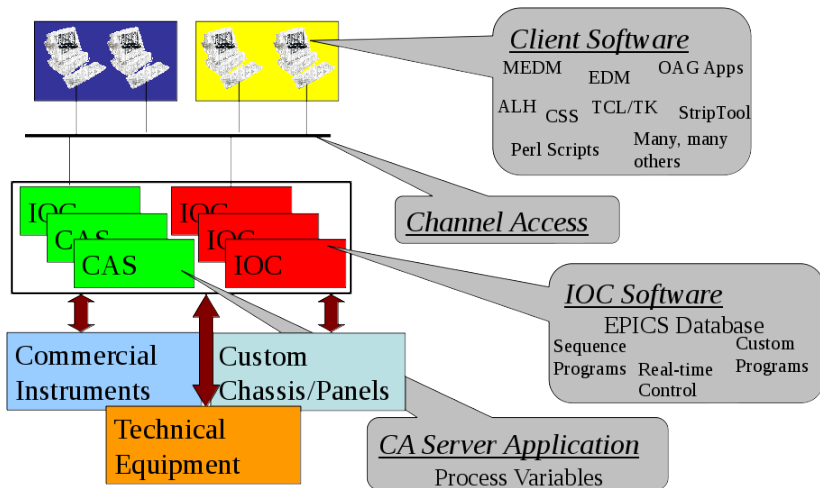 Client Software
MEDM
EDM
OAG Apps
ALH
CSS
TCL/TK
StripTool
Perl Scripts
Many, many
others
Channel Access
IOC
CAS
CAS
IOC
IOC
IOC
IOC Software
EPICS Database
Sequence
Programs
Real-time
Control
Custom
Programs
Commercial
Instruments
Custom
Chassis/Panels
Technical
Equipment
CA Server Application
Process Variables